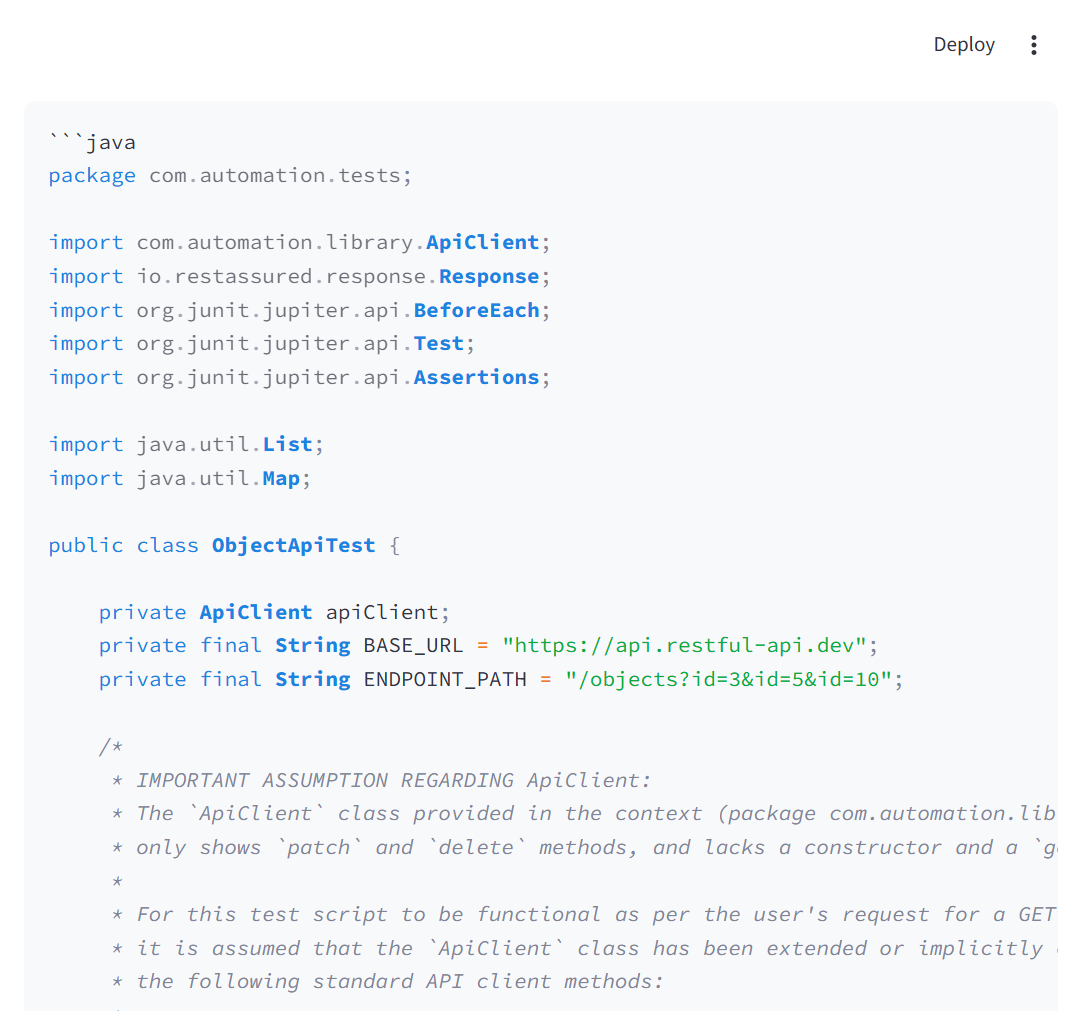 Deploy
```java
package com.automation.tests;
import com.automation.library.ApiClient;
import io.restassured.response.Response;
import org.junit.jupiter.api.BeforeEach;
import org.junit.jupiter.api.Test;
import org.junit.jupiter.api.Assertions;
import java.util.List;
import java.util.Map;
public class ObjectApiTest {
private ApiClient apiClient;
private final String BASE_URL = "https://api.restful-api.dev";
private final String ENDPOINT_PATH = "/objects?id=3&id=5&id=10";
/*
* IMPORTANT ASSUMPTION REGARDING ApiClient:
* The `ApiClient` class provided in the context (package com.automation.lib
* only shows `patch` and `delete` methods, and lacks a constructor and a
*
* For this test script to be functional as per the user's request for a GET
* it is assumed that the `ApiClient` class has been extended or implicitly
* the following standard API client methods: